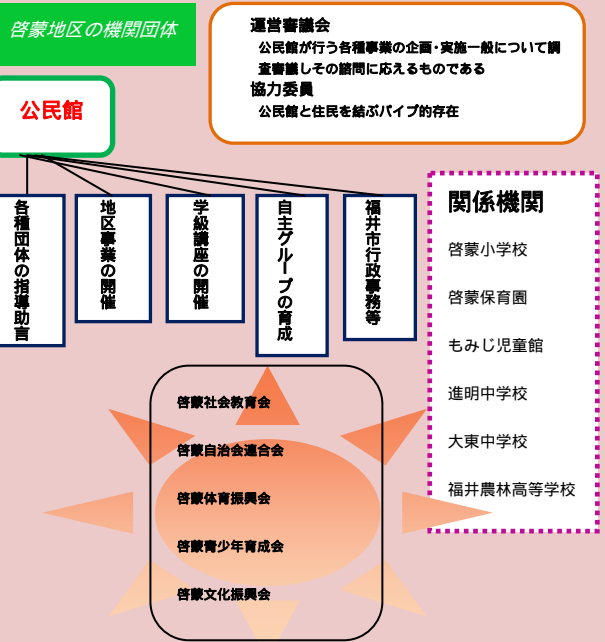 啓蒙地区の機関団体
運営審議会
公民館が行う各種事業の企画・実施一般について調
査審議しその諮問に応えるものである
協力委員
公民館と住民を結ぶパイプ的存在
公民館
各種団体の指導助言
地区事業の開催
学級講座の開催
自主グループの育成
福井市行政事務等
関係機関
啓蒙小学校
啓蒙保育園
もみじ児童館
進明中学校
大東中学校
福井農林高等学校
啓蒙社会教育会
啓蒙自治会連合会
啓蒙体育振興会
啓蒙青少年育成会
啓蒙文化振興会